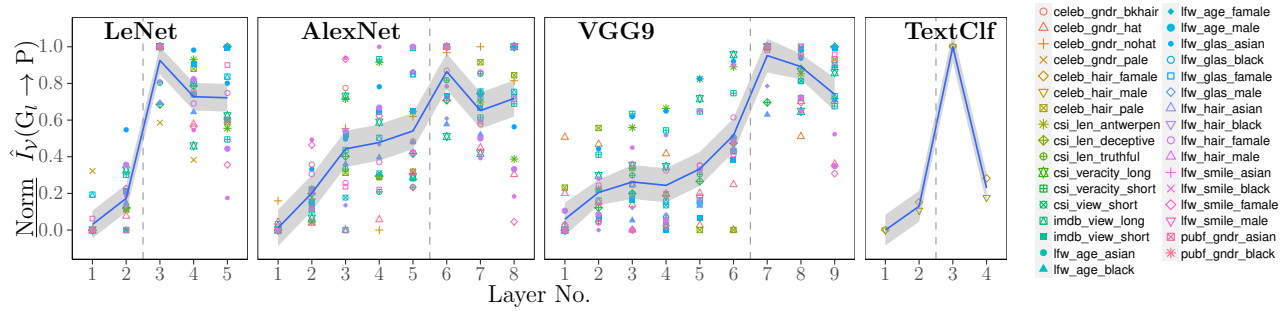 LeNet
AlexNet
VGG9
TextClf
Norm Î_V(G_l → P)
1.0
0.8
0.6
0.4
0.2
0.0
1 2 3 4 5
1 2 3 4 5 6 7 8
1 2 3 4 5 6 7 8 9
1 2 3 4
Layer No.
celeb_gndr_bkhair
celeb_gndr_hat
celeb_gndr_nohat
celeb_gndr_pale
celeb_hair_famale
celeb_hair_male
celeb_hair_pale
csi_len_antwerpen
csi_len_deceptive
csi_len_truthful
csi_veracity_long
csi_veracity_short
csi_view_short
imdb_view_long
imdb_view_short
lfw_age_asian
lfw_age_black
lfw_age_famale
lfw_age_male
lfw_glas_asian
lfw_glas_black
lfw_glas_famale
lfw_glas_male
lfw_hair_asian
lfw_hair_black
lfw_hair_famale
lfw_hair_male
lfw_smile_asian
lfw_smile_black
lfw_smile_famale
lfw_smile_male
pubf_gndr_asian
pubf_gndr_black